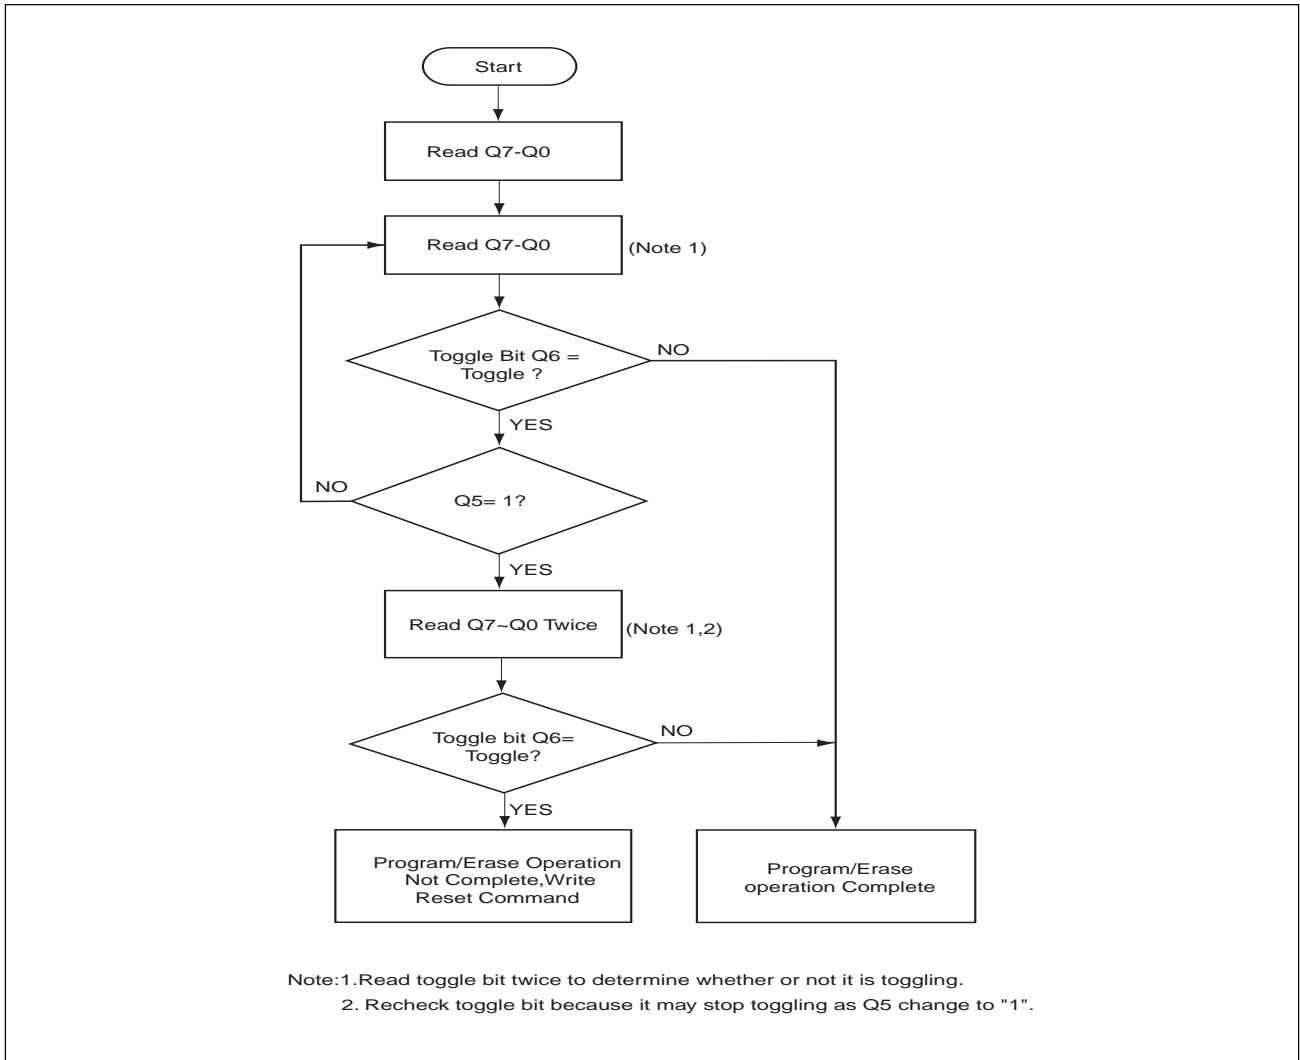 Start
Read Q7-Q0
Read Q7-Q0
(Note 1)
Toggle Bit Q6 =
Toggle ?
NO
YES
Q5= 1?
NO
YES
Read Q7~Q0 Twice
(Note 1,2)
Toggle bit Q6=
Toggle?
NO
YES
Program/Erase Operation
Not Complete,Write
Reset Command
Program/Erase
operation Complete
Note:1.Read toggle bit twice to determine whether or not it is toggling.
2. Recheck toggle bit because it may stop toggling as Q5 change to "1".